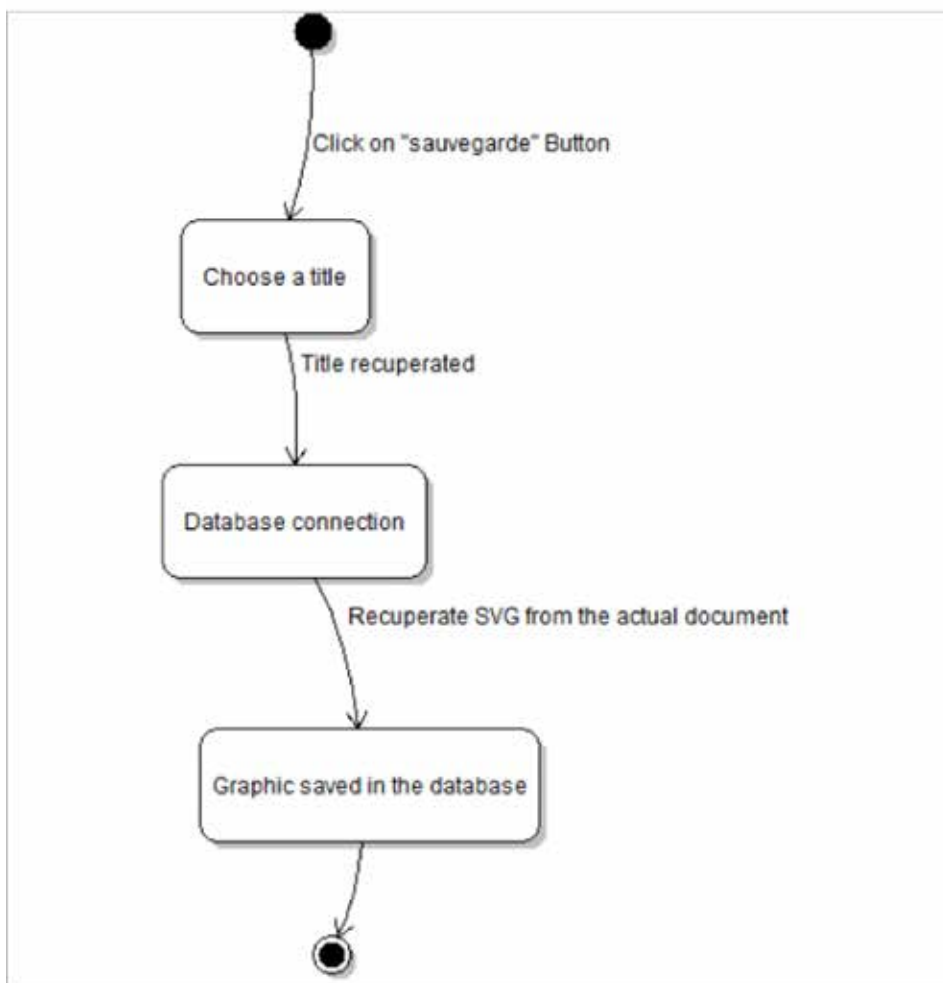 Click on "sauvegarde" Button
Choose a title
Title recuperated
Database connection
Recuperate SVG from the actual document
Graphic saved in the database